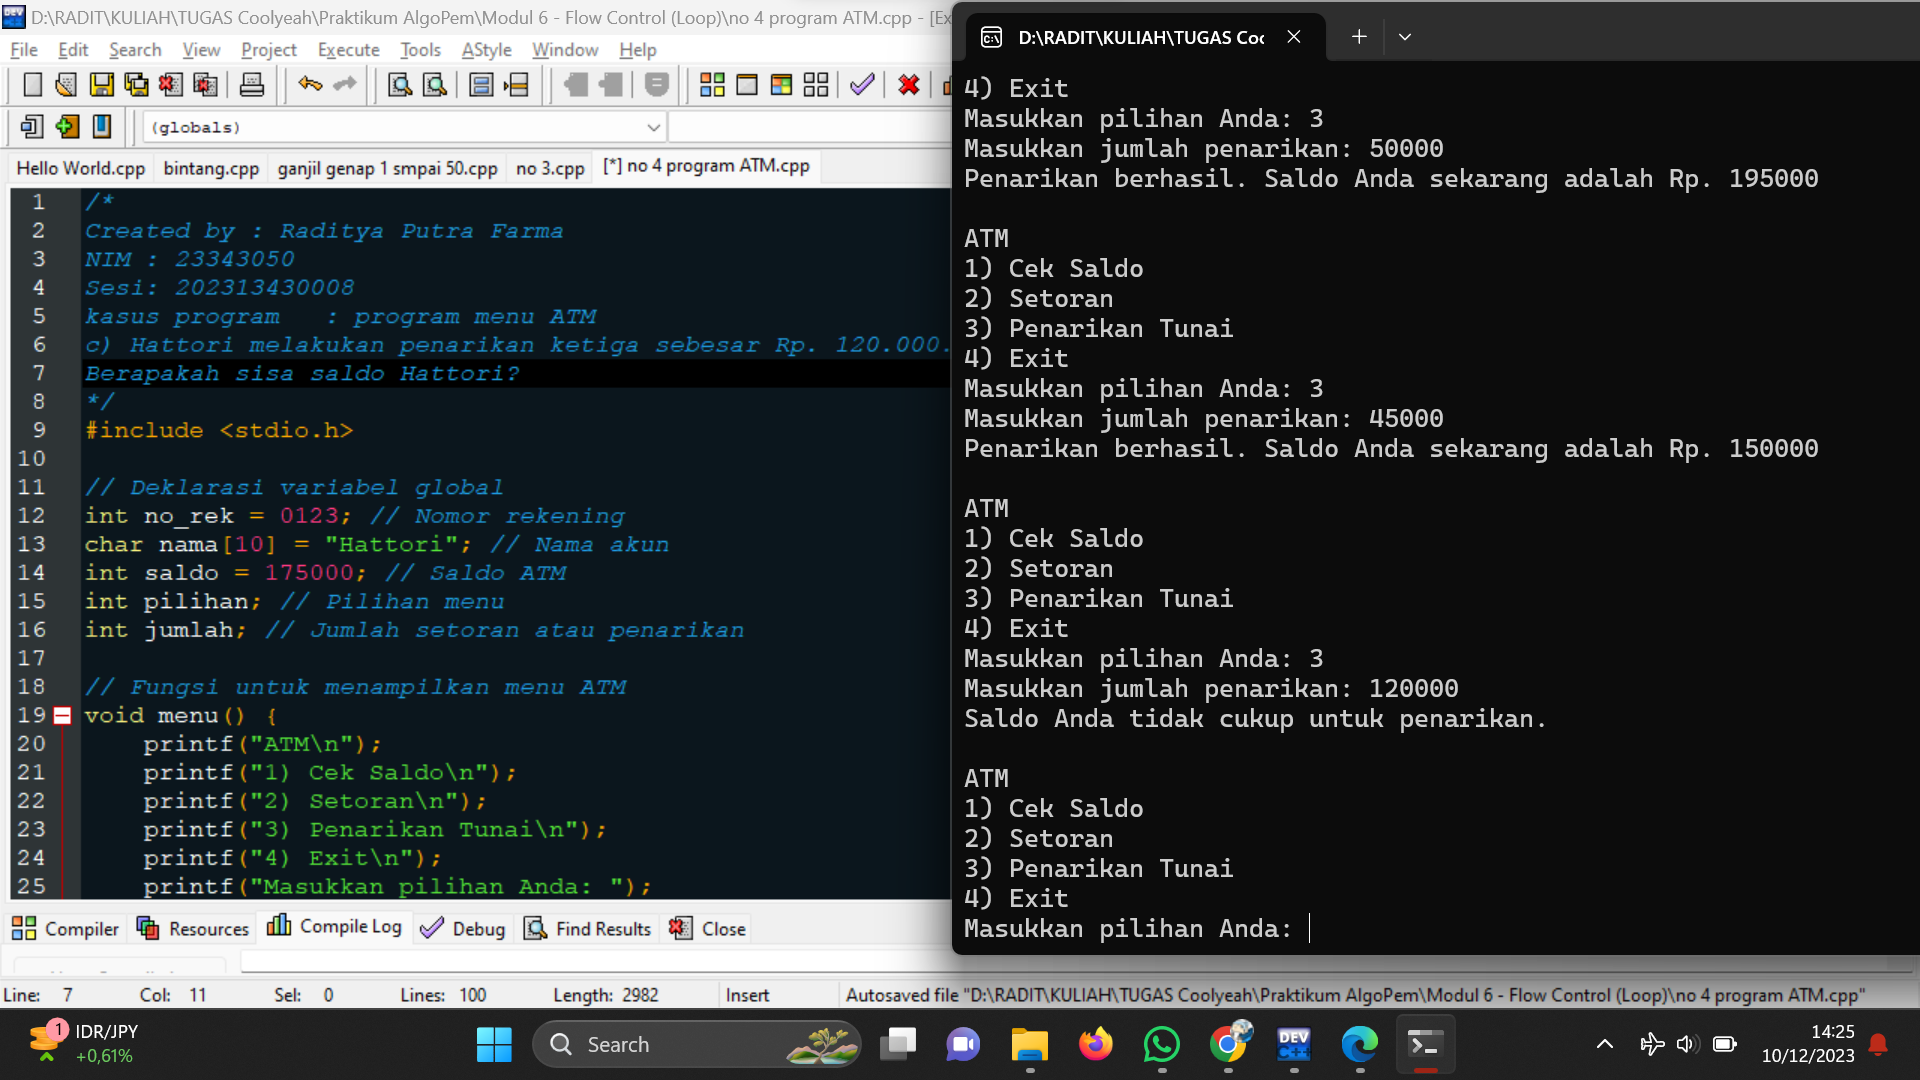 D:\RADIT\KULIAH\TUGAS Coolyeah\Praktikum AlgoPem\Modul 6 - Flow Control (Loop)\no 4 program ATM.cpp - [Ex
File Edit Search View Project Execute Tools AStyle Window Help
(globals)
Hello World.cpp bintang.cpp ganjil genap 1 smpai 50.cpp no 3.cpp [*] no 4 program ATM.cpp
1 /*
2 Created by : Raditya Putra Farma
3 NIM : 23343050
4 Sesi: 202313430008
5 kasus program   : program menu ATM
6 c) Hattori melakukan penarikan ketiga sebesar Rp. 120.000.
7 Berapakah sisa saldo Hattori?
8 */
9 #include <stdio.h>
10
11 // Deklarasi variabel global
12 int no_rek = 0123; // Nomor rekening
13 char nama[10] = "Hattori"; // Nama akun
14 int saldo = 175000; // Saldo ATM
15 int pilihan; // Pilihan menu
16 int jumlah; // Jumlah setoran atau penarikan
17
18 // Fungsi untuk menampilkan menu ATM
19 void menu() {
20     printf("ATM\n");
21     printf("1) Cek Saldo\n");
22     printf("2) Setoran\n");
23     printf("3) Penarikan Tunai\n");
24     printf("4) Exit\n");
25     printf("Masukkan pilihan Anda: ");
Compiler Resources Compile Log Debug Find Results Close
Line: 7 Col: 11 Sel: 0 Lines: 100 Length: 2982 Insert Autosaved file "D:\RADIT\KULIAH\TUGAS Coolyeah\Praktikum AlgoPem\Modul 6 - Flow Control (Loop)\no 4 program ATM.cpp"
D:\RADIT\KULIAH\TUGAS Coo
4) Exit
Masukkan pilihan Anda: 3
Masukkan jumlah penarikan: 50000
Penarikan berhasil. Saldo Anda sekarang adalah Rp. 195000

ATM
1) Cek Saldo
2) Setoran
3) Penarikan Tunai
4) Exit
Masukkan pilihan Anda: 3
Masukkan jumlah penarikan: 45000
Penarikan berhasil. Saldo Anda sekarang adalah Rp. 150000

ATM
1) Cek Saldo
2) Setoran
3) Penarikan Tunai
4) Exit
Masukkan pilihan Anda: 3
Masukkan jumlah penarikan: 120000
Saldo Anda tidak cukup untuk penarikan.

ATM
1) Cek Saldo
2) Setoran
3) Penarikan Tunai
4) Exit
Masukkan pilihan Anda:
1 IDR/JPY
+0,61%
Search
DEV C++
14:25
10/12/2023